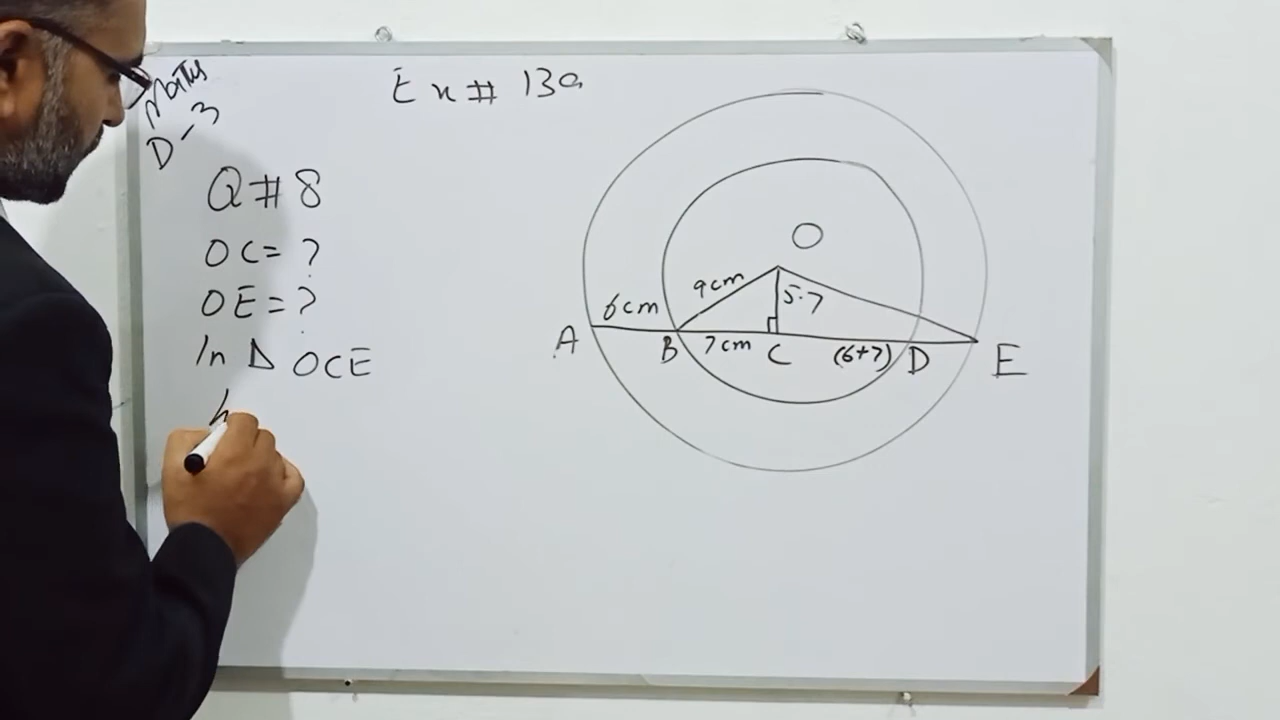 Maths
D-3
Ex # 13a
Q # 8
OC = ?
OE = ?
In Δ OCE
h
O
9cm
5.7
6cm
A
B
7cm
C
(6+7)
D
E